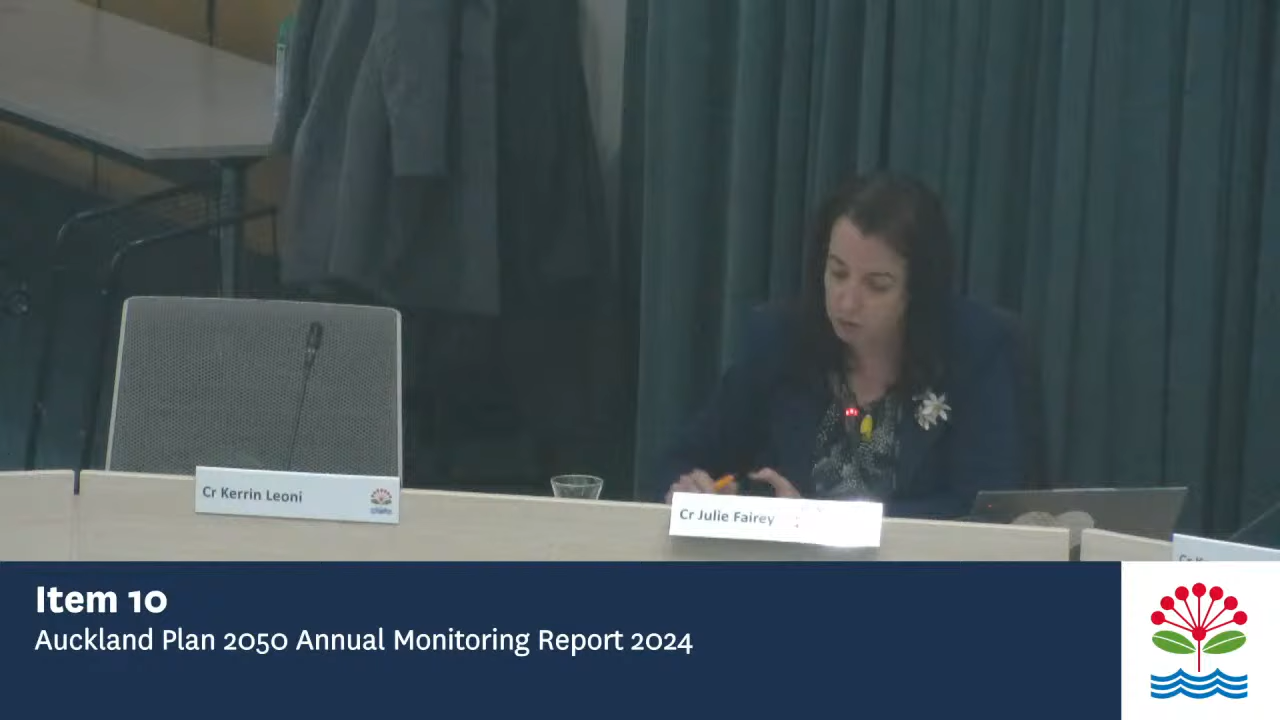 Cr Kerrin Leoni
Cr Julie Fairey
Item 10
Auckland Plan 2050 Annual Monitoring Report 2024